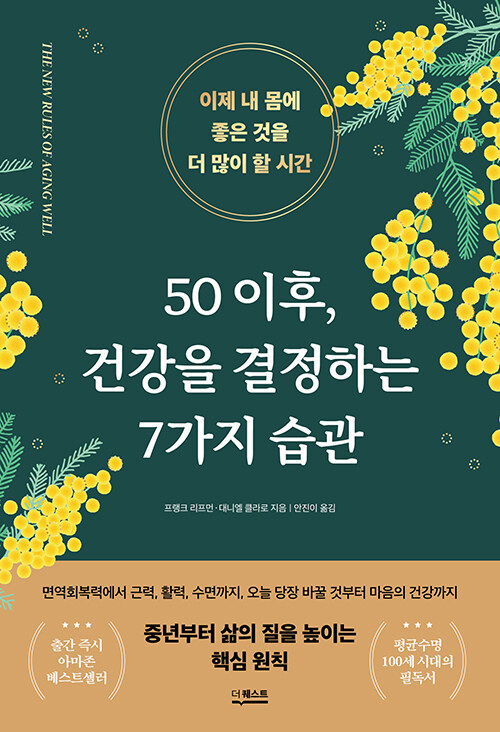 THE NEW RULES OF AGING WELL
이제 내 몸에
좋은 것을
더 많이 할 시간
50 이후,
건강을 결정하는
7가지 습관
프랭크 리프먼 · 대니엘 클라로 지음 | 안진이 옮김
면역회복력에서 근력, 활력, 수면까지, 오늘 당장 바꿀 것부터 마음의 건강까지
중년부터 삶의 질을 높이는
핵심 원칙
출간 즉시
아마존
베스트셀러
평균수명
100세 시대의
필독서
더퀘스트